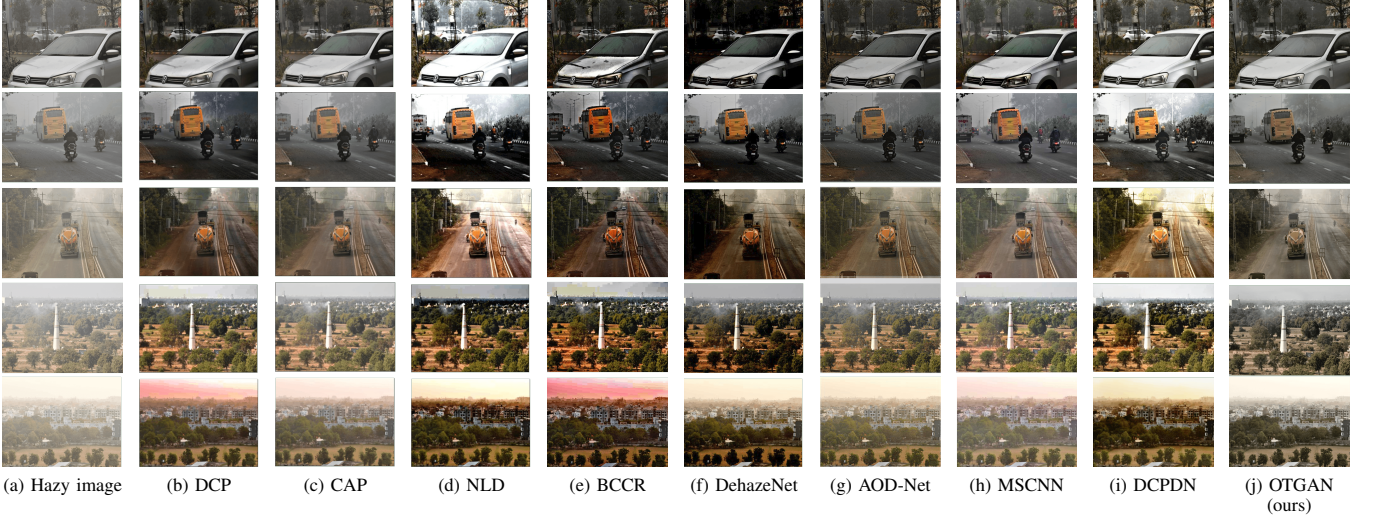 (a) Hazy image
(b) DCP
(c) CAP
(d) NLD
(e) BCCR
(f) DehazeNet
(g) AOD-Net
(h) MSCNN
(i) DCPDN
(j) OTGAN
(ours)